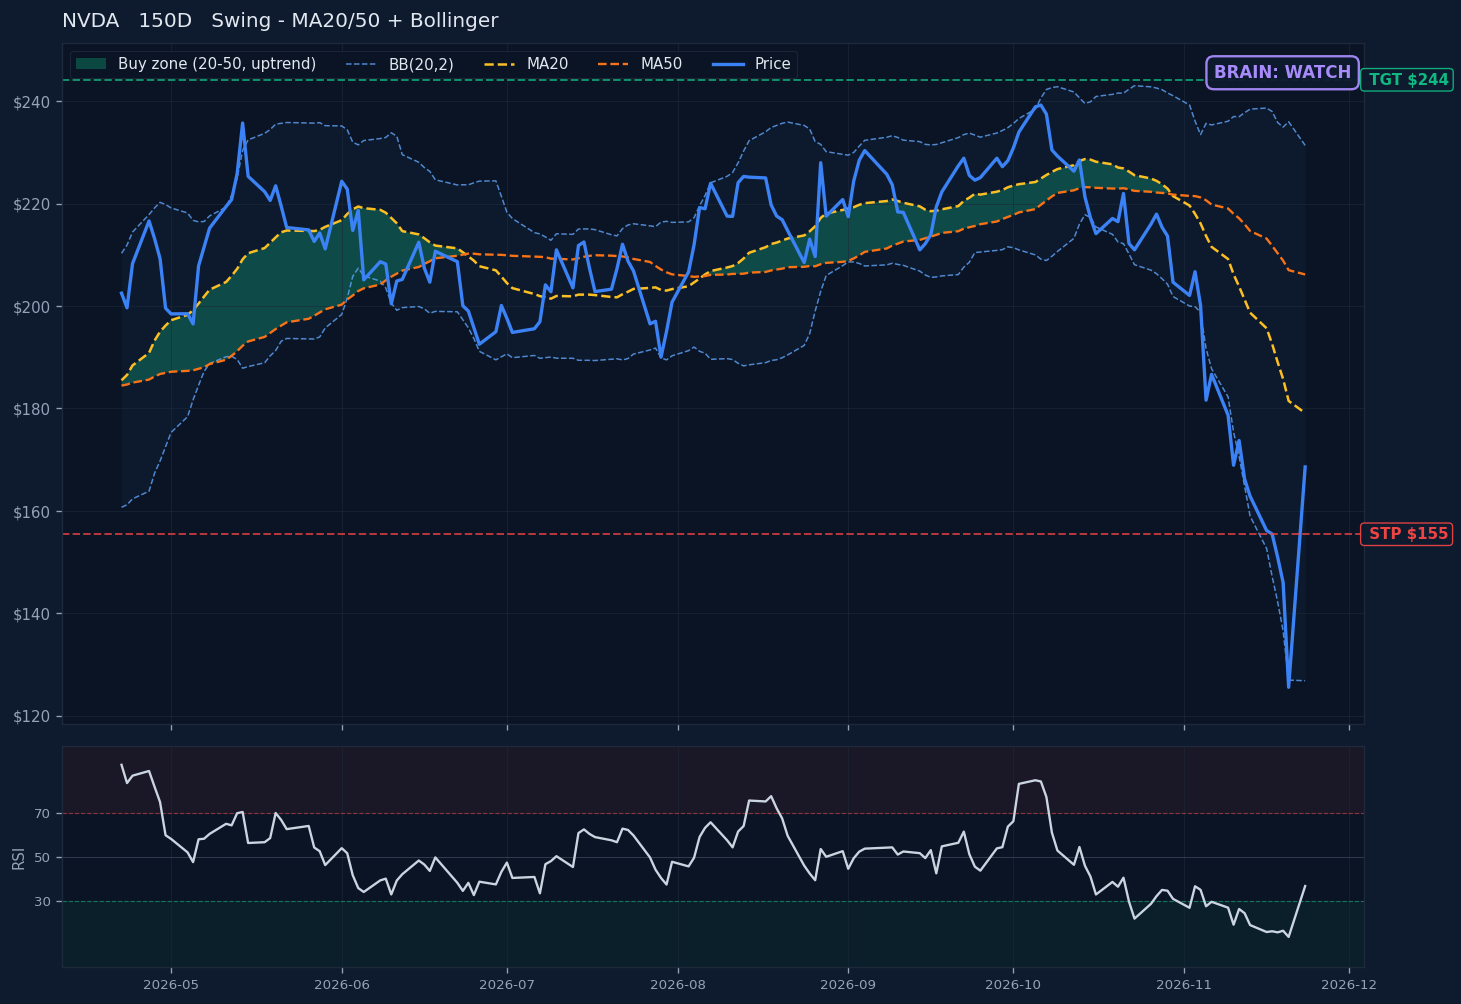 NVDA   150D   Swing - MA20/50 + Bollinger
Buy zone (20-50, uptrend)   BB(20,2)   MA20   MA50   Price
BRAIN: WATCH
TGT $244
$240
$220
$200
$180
$160
STP $155
$140
$120
70
50
30
RSI
2026-05   2026-06   2026-07   2026-08   2026-09   2026-10   2026-11   2026-12